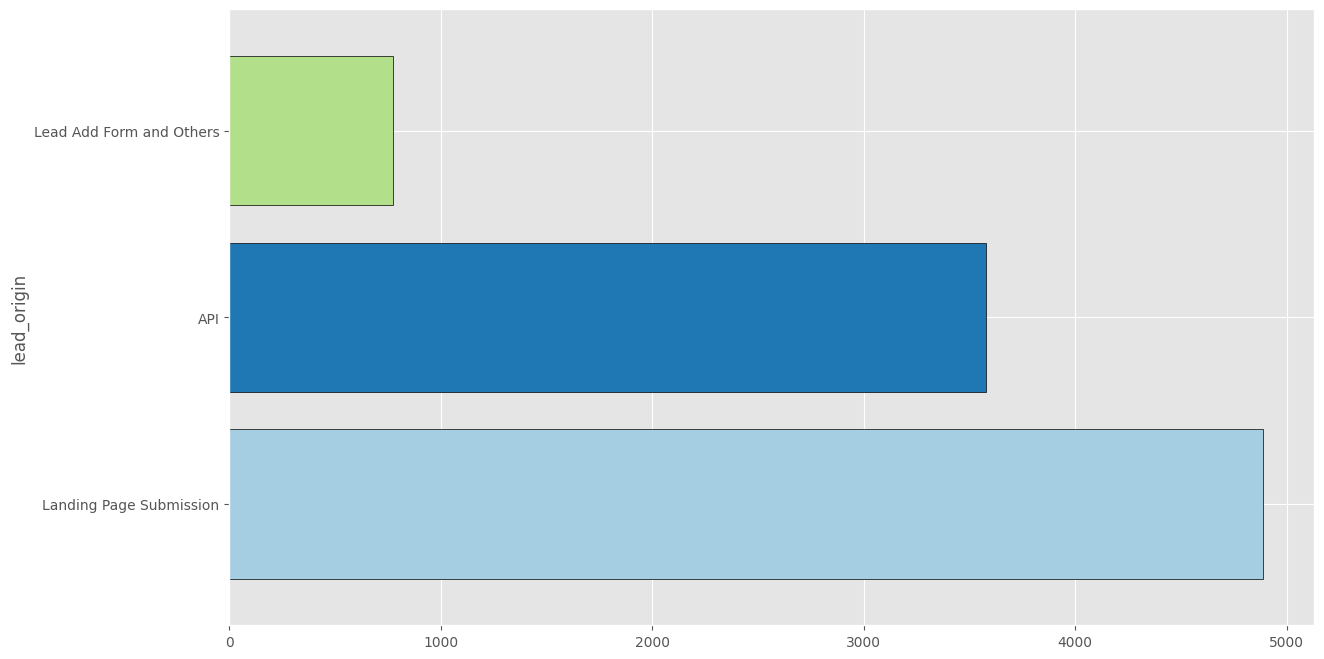 Lead Add Form and Others
API
Landing Page Submission
lead_origin
0 1000 2000 3000 4000 5000